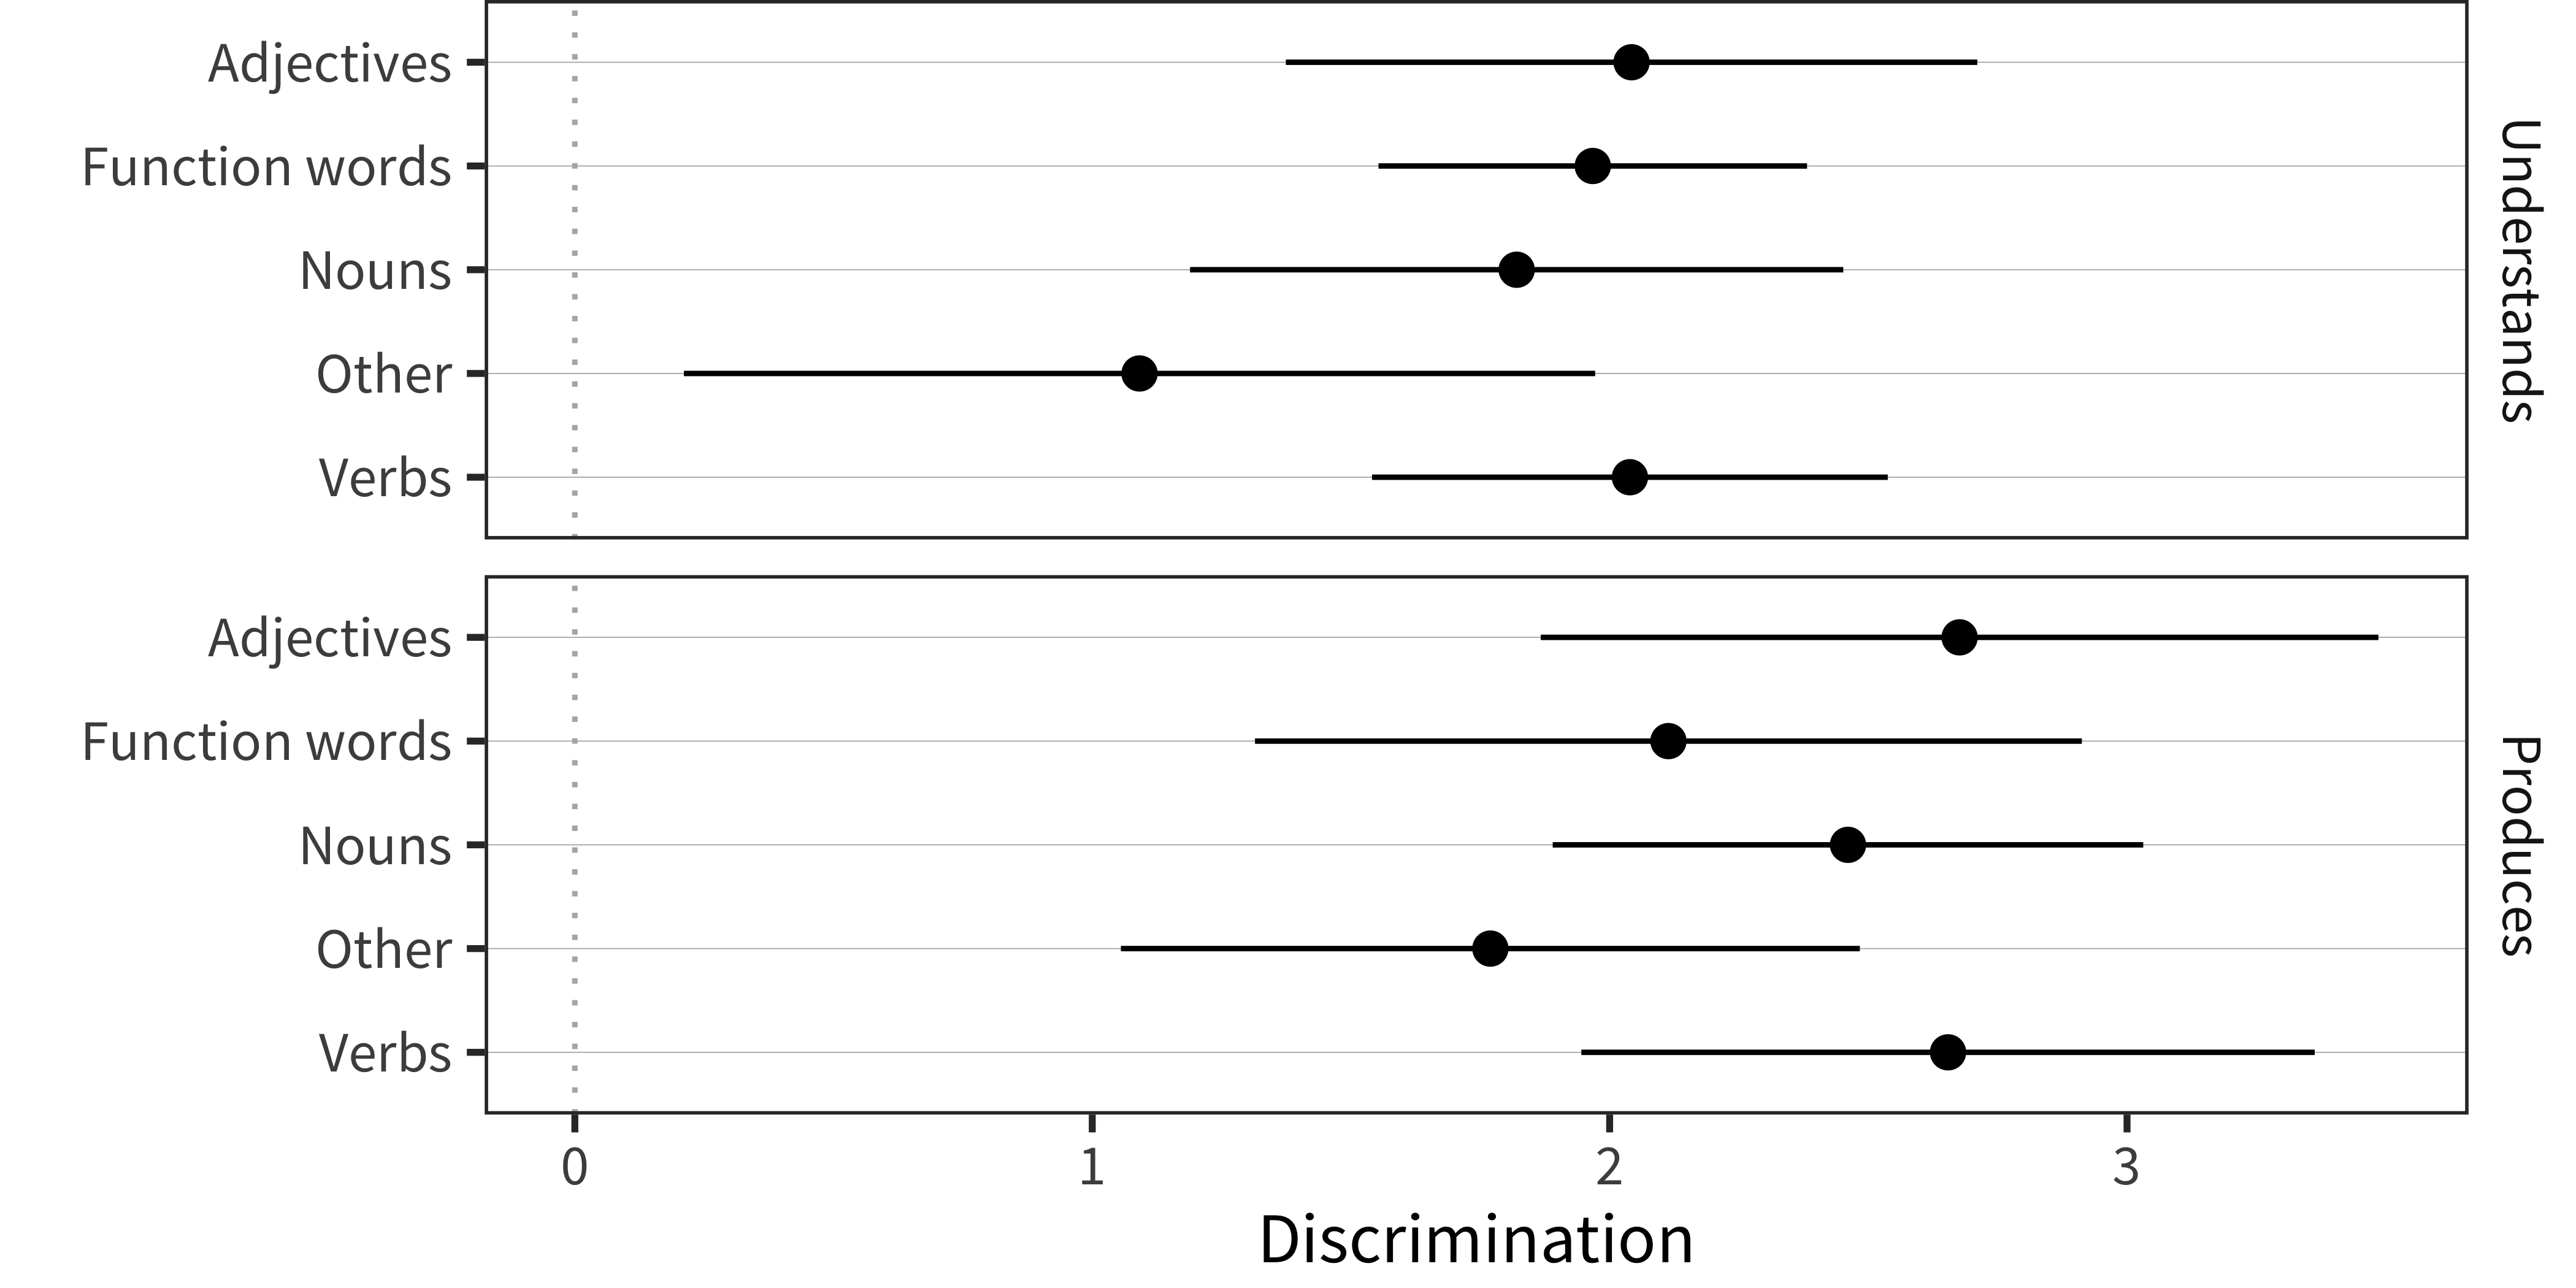 Adjectives
Function words
Nouns
Other
Verbs
Understands
Adjectives
Function words
Nouns
Other
Verbs
Produces
0 1 2 3
Discrimination